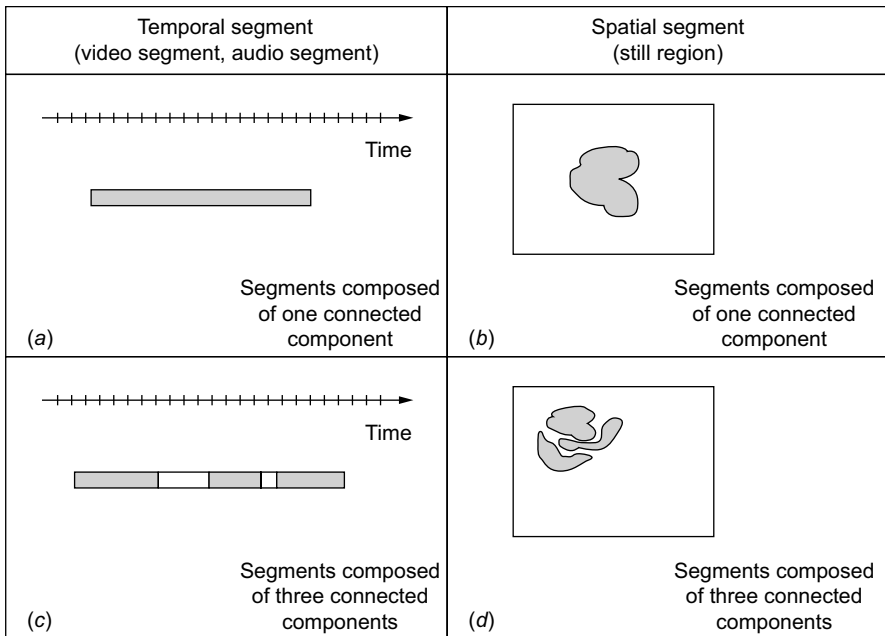 Temporal segment
(video segment, audio segment)
Spatial segment
(still region)
Time
Segments composed
of one connected
component
(a)
Segments composed
of one connected
component
(b)
Time
Segments composed
of three connected
components
(c)
Segments composed
of three connected
components
(d)